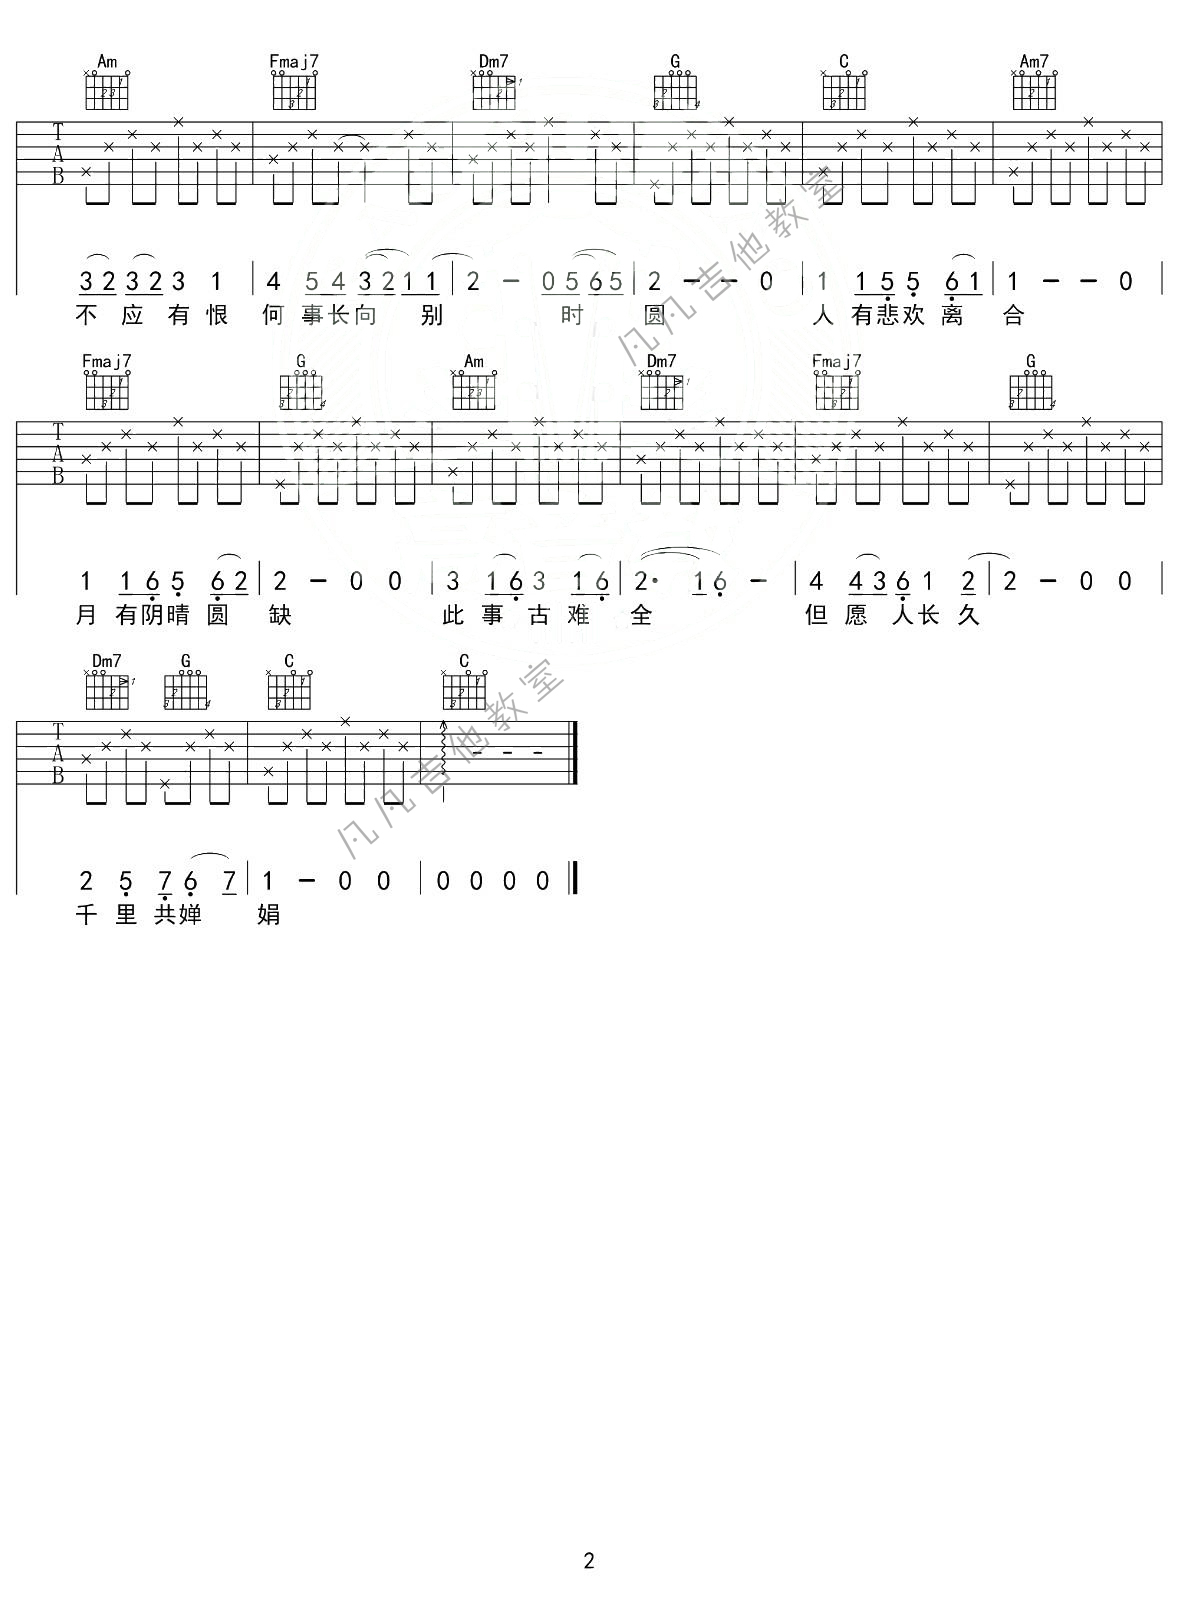 Am Fmaj7 Dm7 G C Am7
T A B
3 2 3 2 3 1 4 5 4 3 2 1 1 2 - 0 5 6 5 2 - - 0 1 1 5 5 6 1 1 - - 0
不 应 有 恨 何 事 长 向 别 时 圆 人 有 悲 欢 离 合
Fmaj7 G Am Dm7 Fmaj7 G
T A B
1 1 6 5 6 2 2 - 0 0 3 1 6 3 1 6 2· 1 6 - 4 4 3 6 1 2 2 - 0 0
月 有 阴 晴 圆 缺 此 事 古 难 全 但 愿 人 长 久
Dm7 G C C
T A B
2 5 7 6 7 1 - 0 0 0 0 0 0
千 里 共 婵 娟
凡凡吉他教室
凡凡吉他教室
2